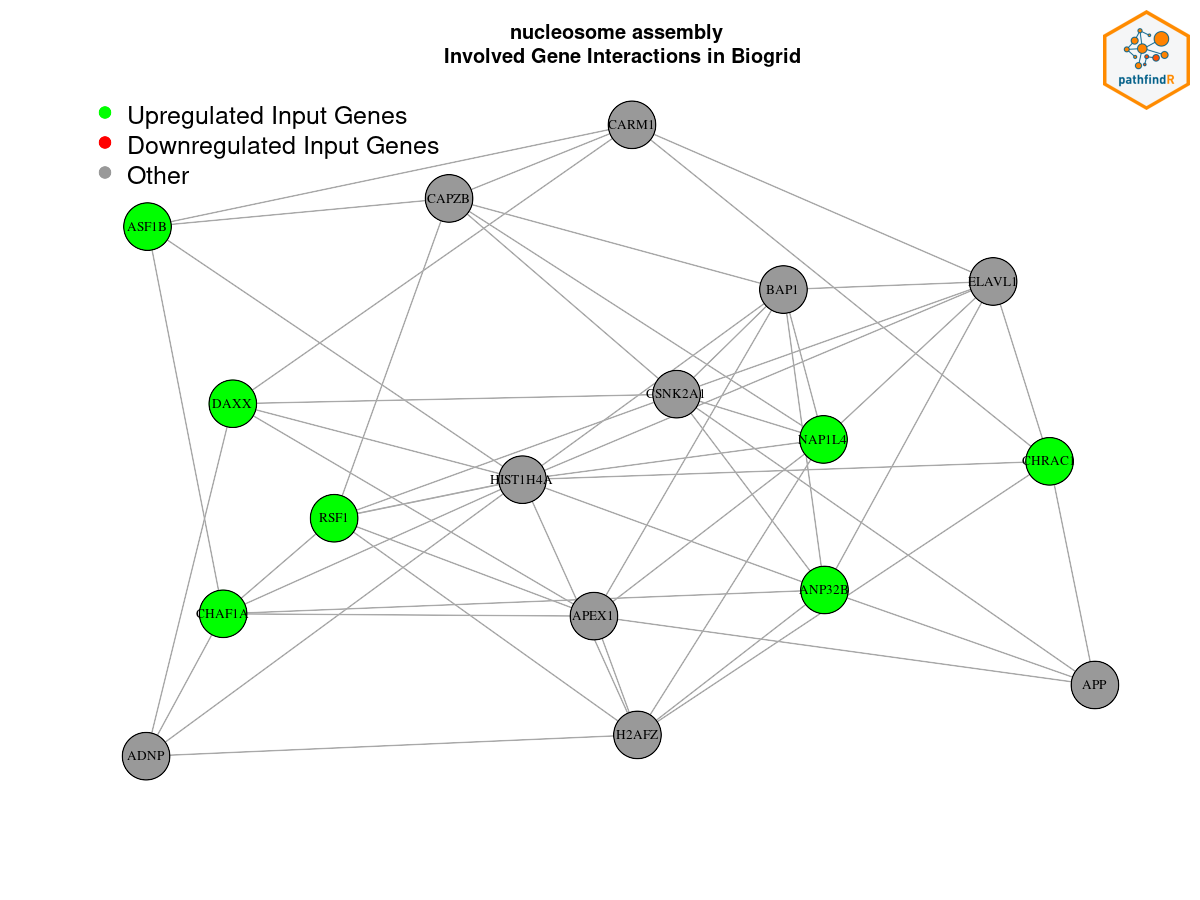 nucleosome assembly
Involved Gene Interactions in Biogrid
pathfindR
Upregulated Input Genes
Downregulated Input Genes
Other
CARM1
CAPZB
ASF1B
BAP1
ELAVL1
CSNK2A1
DAXX
NAP1L4
CHRAC1
HIST1H4A
RSF1
ANP32B
CHAF1A
APEX1
APP
H2AFZ
ADNP